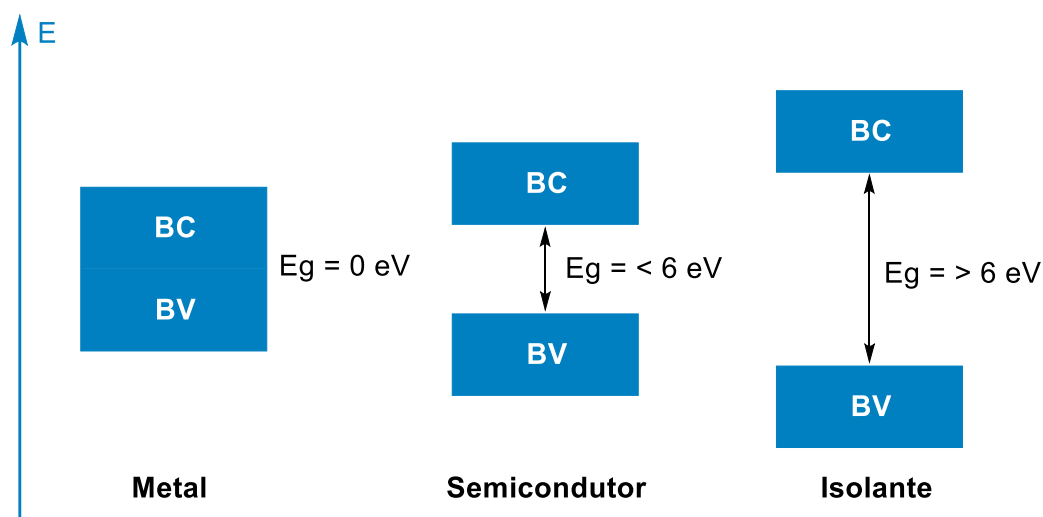 E
BC
BV
Eg = 0 eV
Metal
BC
Eg = < 6 eV
BV
Semicondutor
BC
Eg = > 6 eV
BV
Isolante